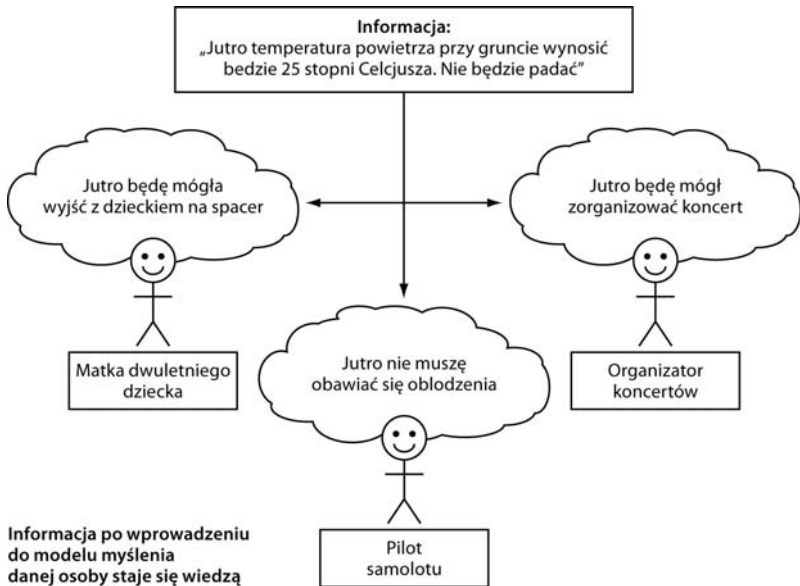 Informacja:
„Jutro temperatura powietrza przy gruncie wynosić
bedzie 25 stopni Celcjusza. Nie będzie padać”
Jutro będę mógła
wyjść z dzieckiem na spacer
Jutro będę mógł
zorganizować koncert
Matka dwuletniego
dziecka
Jutro nie muszę
obawiać się oblodzenia
Organizator
koncertów
Informacja po wprowadzeniu
do modelu myślenia
danej osoby staje się wiedzą
Pilot
samolotu